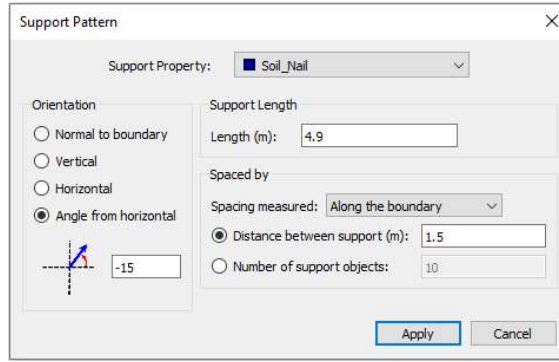 Support Pattern
Support Property: Soil_Nail
Orientation
Normal to boundary
Vertical
Horizontal
Angle from horizontal
-15
Support Length
Length (m): 4.9
Spaced by
Spacing measured: Along the boundary
Distance between support (m): 1.5
Number of support objects: 10
Apply Cancel